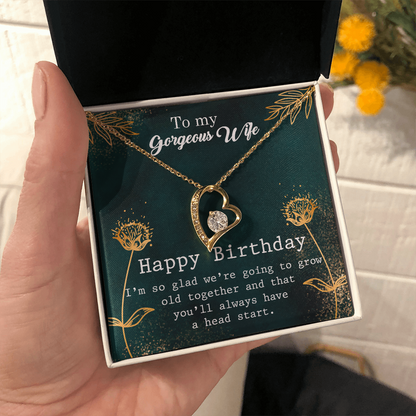 To my
Gorgeous Wife
Happy Birthday
I'm so glad we're going to grow
old together and that
you'll always have
a head start.